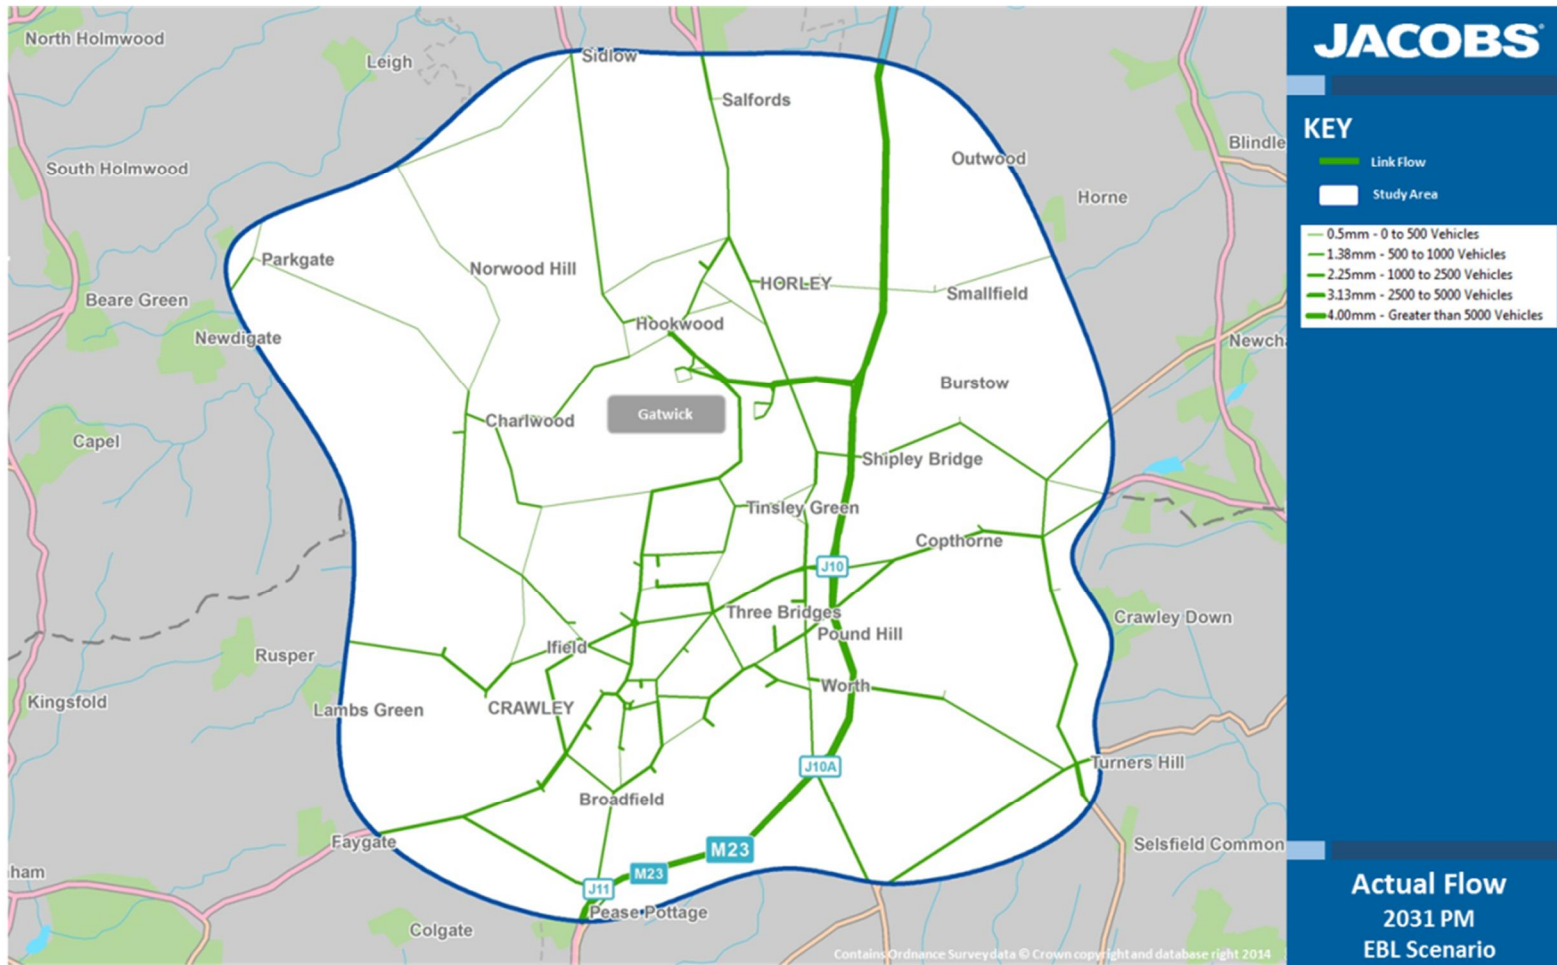 JACOBS
KEY
Link Flow
Study Area
0.5mm - 0 to 500 Vehicles
1.38mm - 500 to 1000 Vehicles
2.25mm - 1000 to 2500 Vehicles
3.13mm - 2500 to 5000 Vehicles
4.00mm - Greater than 5000 Vehicles
North Holmwood
Leigh
Sidlow
Salfords
Outwood
Blindle
South Holmwood
Horne
Parkgate
Norwood Hill
HORLEY
Smallfield
Beare Green
Newdigate
Hookwood
Newcha
Burstow
Charlwood
Gatwick
Capel
Shipley Bridge
Tinsley Green
Copthorne
J10
Three Bridges
Pound Hill
Crawley Down
Ifield
Rusper
Worth
Kingsfold
Lambs Green
CRAWLEY
J10A
Turners Hill
Broadfield
Faygate
M23
M23
Selsfield Common
ham
J11
Pease Pottage
Colgate
Contains Ordnance Survey data © Crown copyright and database right 2014
Actual Flow
2031 PM
EBL Scenario